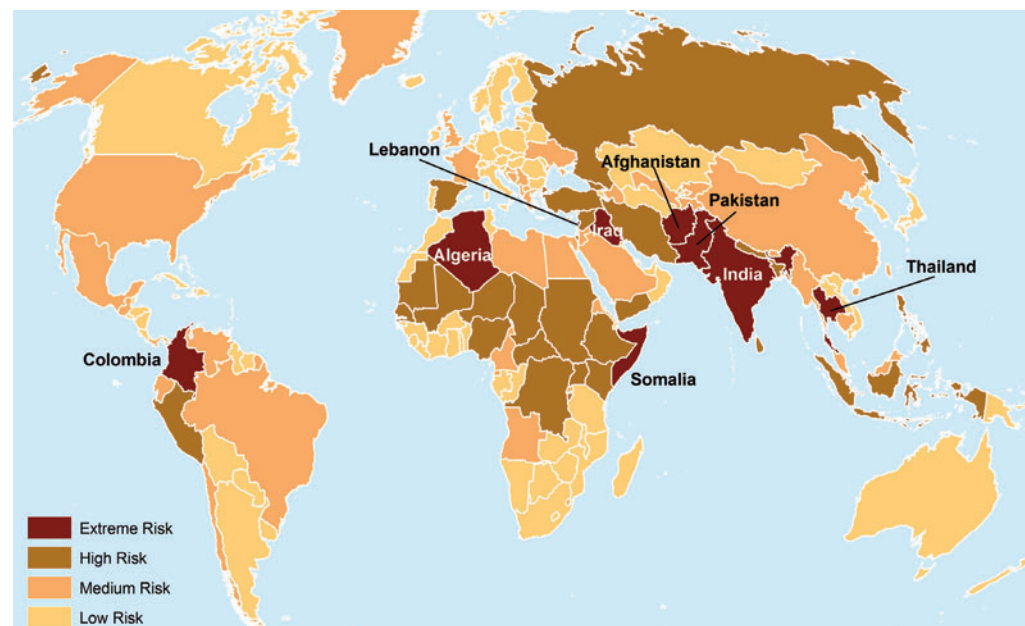 Lebanon
Afghanistan
Pakistan
Iraq
Algeria
India
Thailand
Colombia
Somalia
Extreme Risk
High Risk
Medium Risk
Low Risk